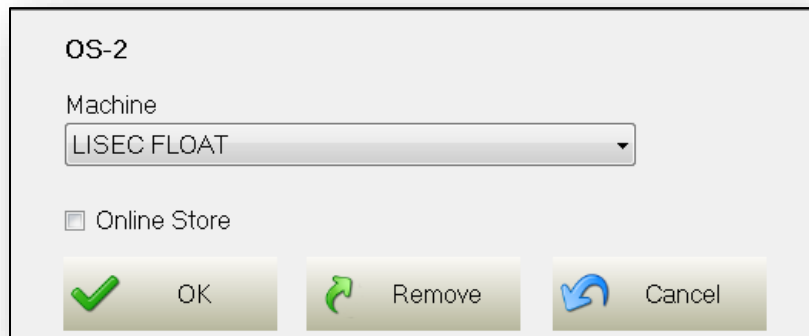 OS-2
Machine
LISEC FLOAT
Online Store
OK Remove Cancel